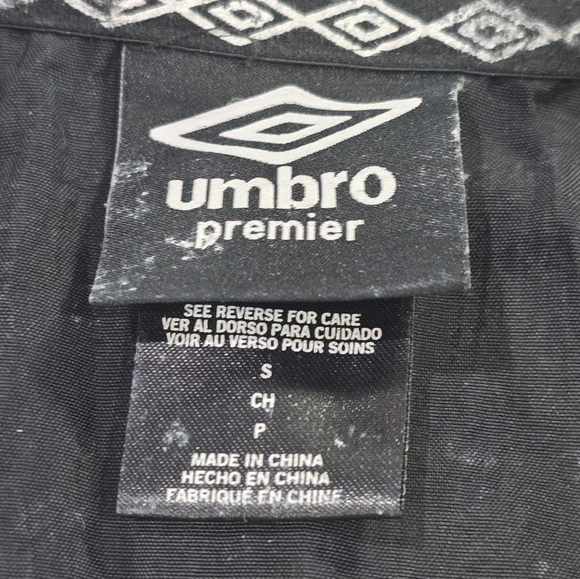 umbro
premier
SEE REVERSE FOR CARE
VER AL DORSO PARA CUIDADO
VOIR AU VERSO POUR SOINS
S
CH
P
MADE IN CHINA
HECHO EN CHINA
FABRIQUÉ EN CHINE